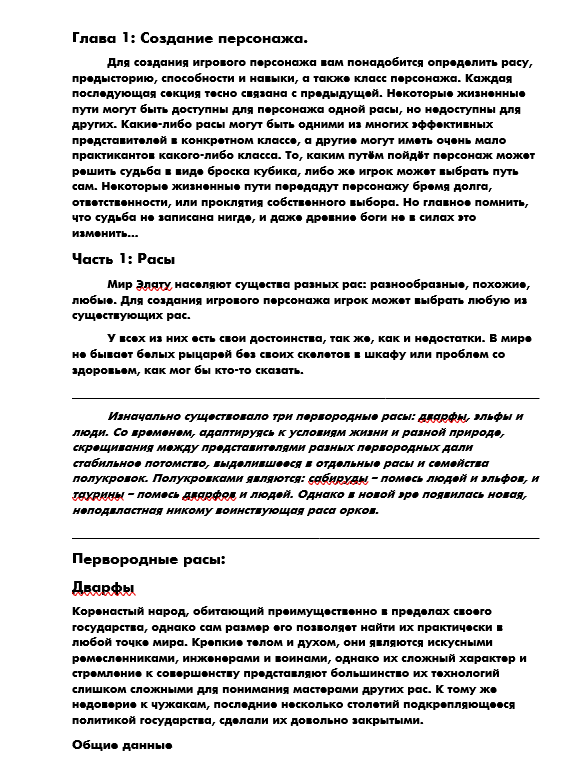 Глава 1: Создание персонажа.
Для создания игрового персонажа вам понадобится определить расу,
предысторию, способности и навыки, а также класс персонажа. Каждая
последующая секция тесно связана с предыдущей. Некоторые жизненные
пути могут быть доступны для персонажа одной расы, но недоступны для
других. Какие-либо расы могут быть одними из многих эффективных
представителей в конкретном классе, а другие могут иметь очень мало
практикантов какого-либо класса. То, каким путём пойдёт персонаж может
решить судьба в виде броска кубика, либо же игрок может выбрать путь
сам. Некоторые жизненные пути передадут персонажу бремя долга,
ответственности, или проклятия собственного выбора. Но главное помнить,
что судьба не записана нигде, и даже древние боги не в силах это
изменить...
Часть 1: Расы
Мир Элату населяют существа разных рас: разнообразные, похожие,
любые. Для создания игрового персонажа игрок может выбрать любую из
существующих рас.
У всех из них есть свои достоинства, так же, как и недостатки. В мире
не бывает белых рыцарей без своих скелетов в шкафу или проблем со
здоровьем, как мог бы кто-то сказать.
Изначально существовало три первородные расы: дварфы, эльфы и
люди. Со временем, адаптируясь к условиям жизни и разной природе,
скрещивания между представителями разных первородных дали
стабильное потомство, выделившееся в отдельные расы и семейства
полукровок. Полукровками являются: сабируды – помесь людей и эльфов, и
таурины – помесь дварфов и людей. Однако в новой эре появилась новая,
неподвластная никому воинствующая раса орков.
Первородные расы:
Дварфы
Коренастый народ, обитающий преимущественно в пределах своего
государства, однако сам размер его позволяет найти их практически в
любой точке мира. Крепкие телом и духом, они являются искусными
ремесленниками, инженерами и воинами, однако их сложный характер и
стремление к совершенству представляют большинство их технологий
слишком сложными для понимания мастерами других рас. К тому же
недоверие к чужакам, последние несколько столетий подкрепляющееся
политикой государства, сделали их довольно закрытыми.
Общие данные